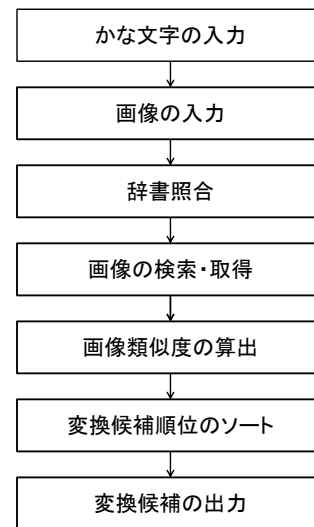 かな文字の入力
画像の入力
辞書照合
画像の検索・取得
画像類似度の算出
変換候補順位のソート
変換候補の出力